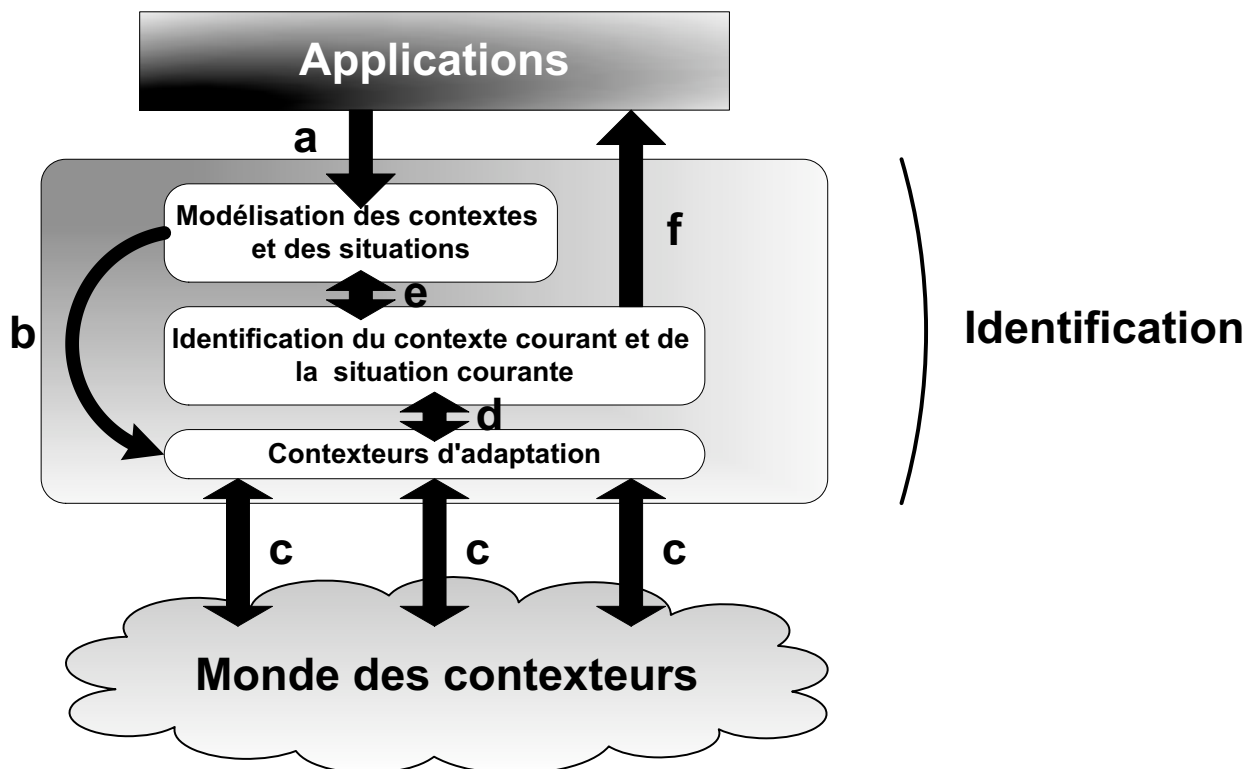 Applications
a
Modélisation des contextes
et des situations
f
b
e
Identification
Identification du contexte courant et de
la situation courante
d
Contexteurs d'adaptation
c
c
c
Monde des contexteurs